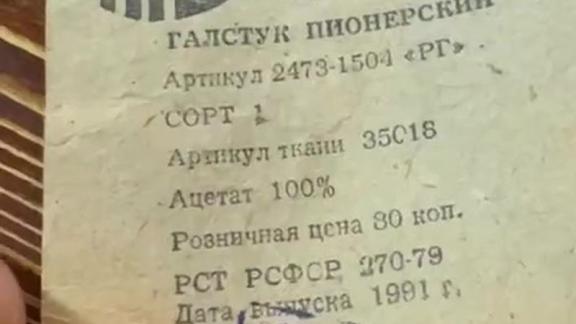 ГАЛСТУК ПИОНЕРСКИЙ
Артикул 2473-1504 «РГ»
СОРТ 1
Артикул ткани 35018
Ацетат 100%
Розничная цена 80 коп.
РСТ РСФСР 270-79
Дата выпуска 1991 г.